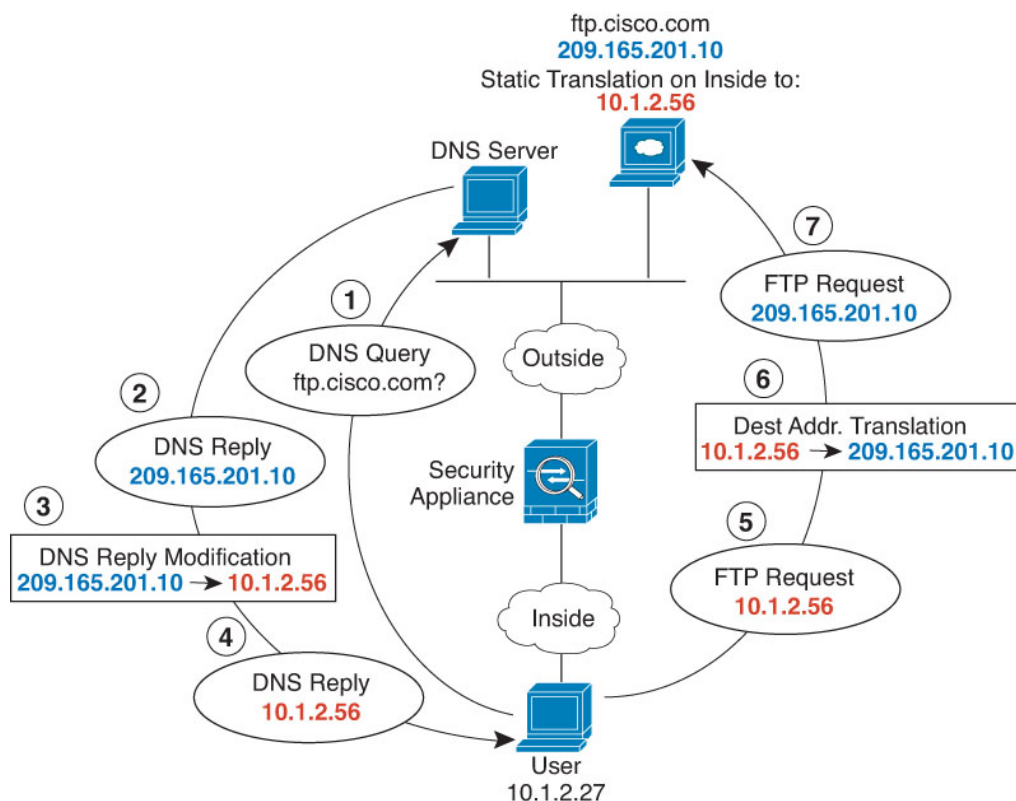 ftp.cisco.com
209.165.201.10
Static Translation on Inside to:
10.1.2.56
DNS Server
7
FTP Request
209.165.201.10
1
DNS Query
ftp.cisco.com?
Outside
2
DNS Reply
209.165.201.10
6
Dest Addr. Translation
10.1.2.56 → 209.165.201.10
Security
Appliance
3
DNS Reply Modification
209.165.201.10 → 10.1.2.56
5
FTP Request
10.1.2.56
Inside
4
DNS Reply
10.1.2.56
User
10.1.2.27